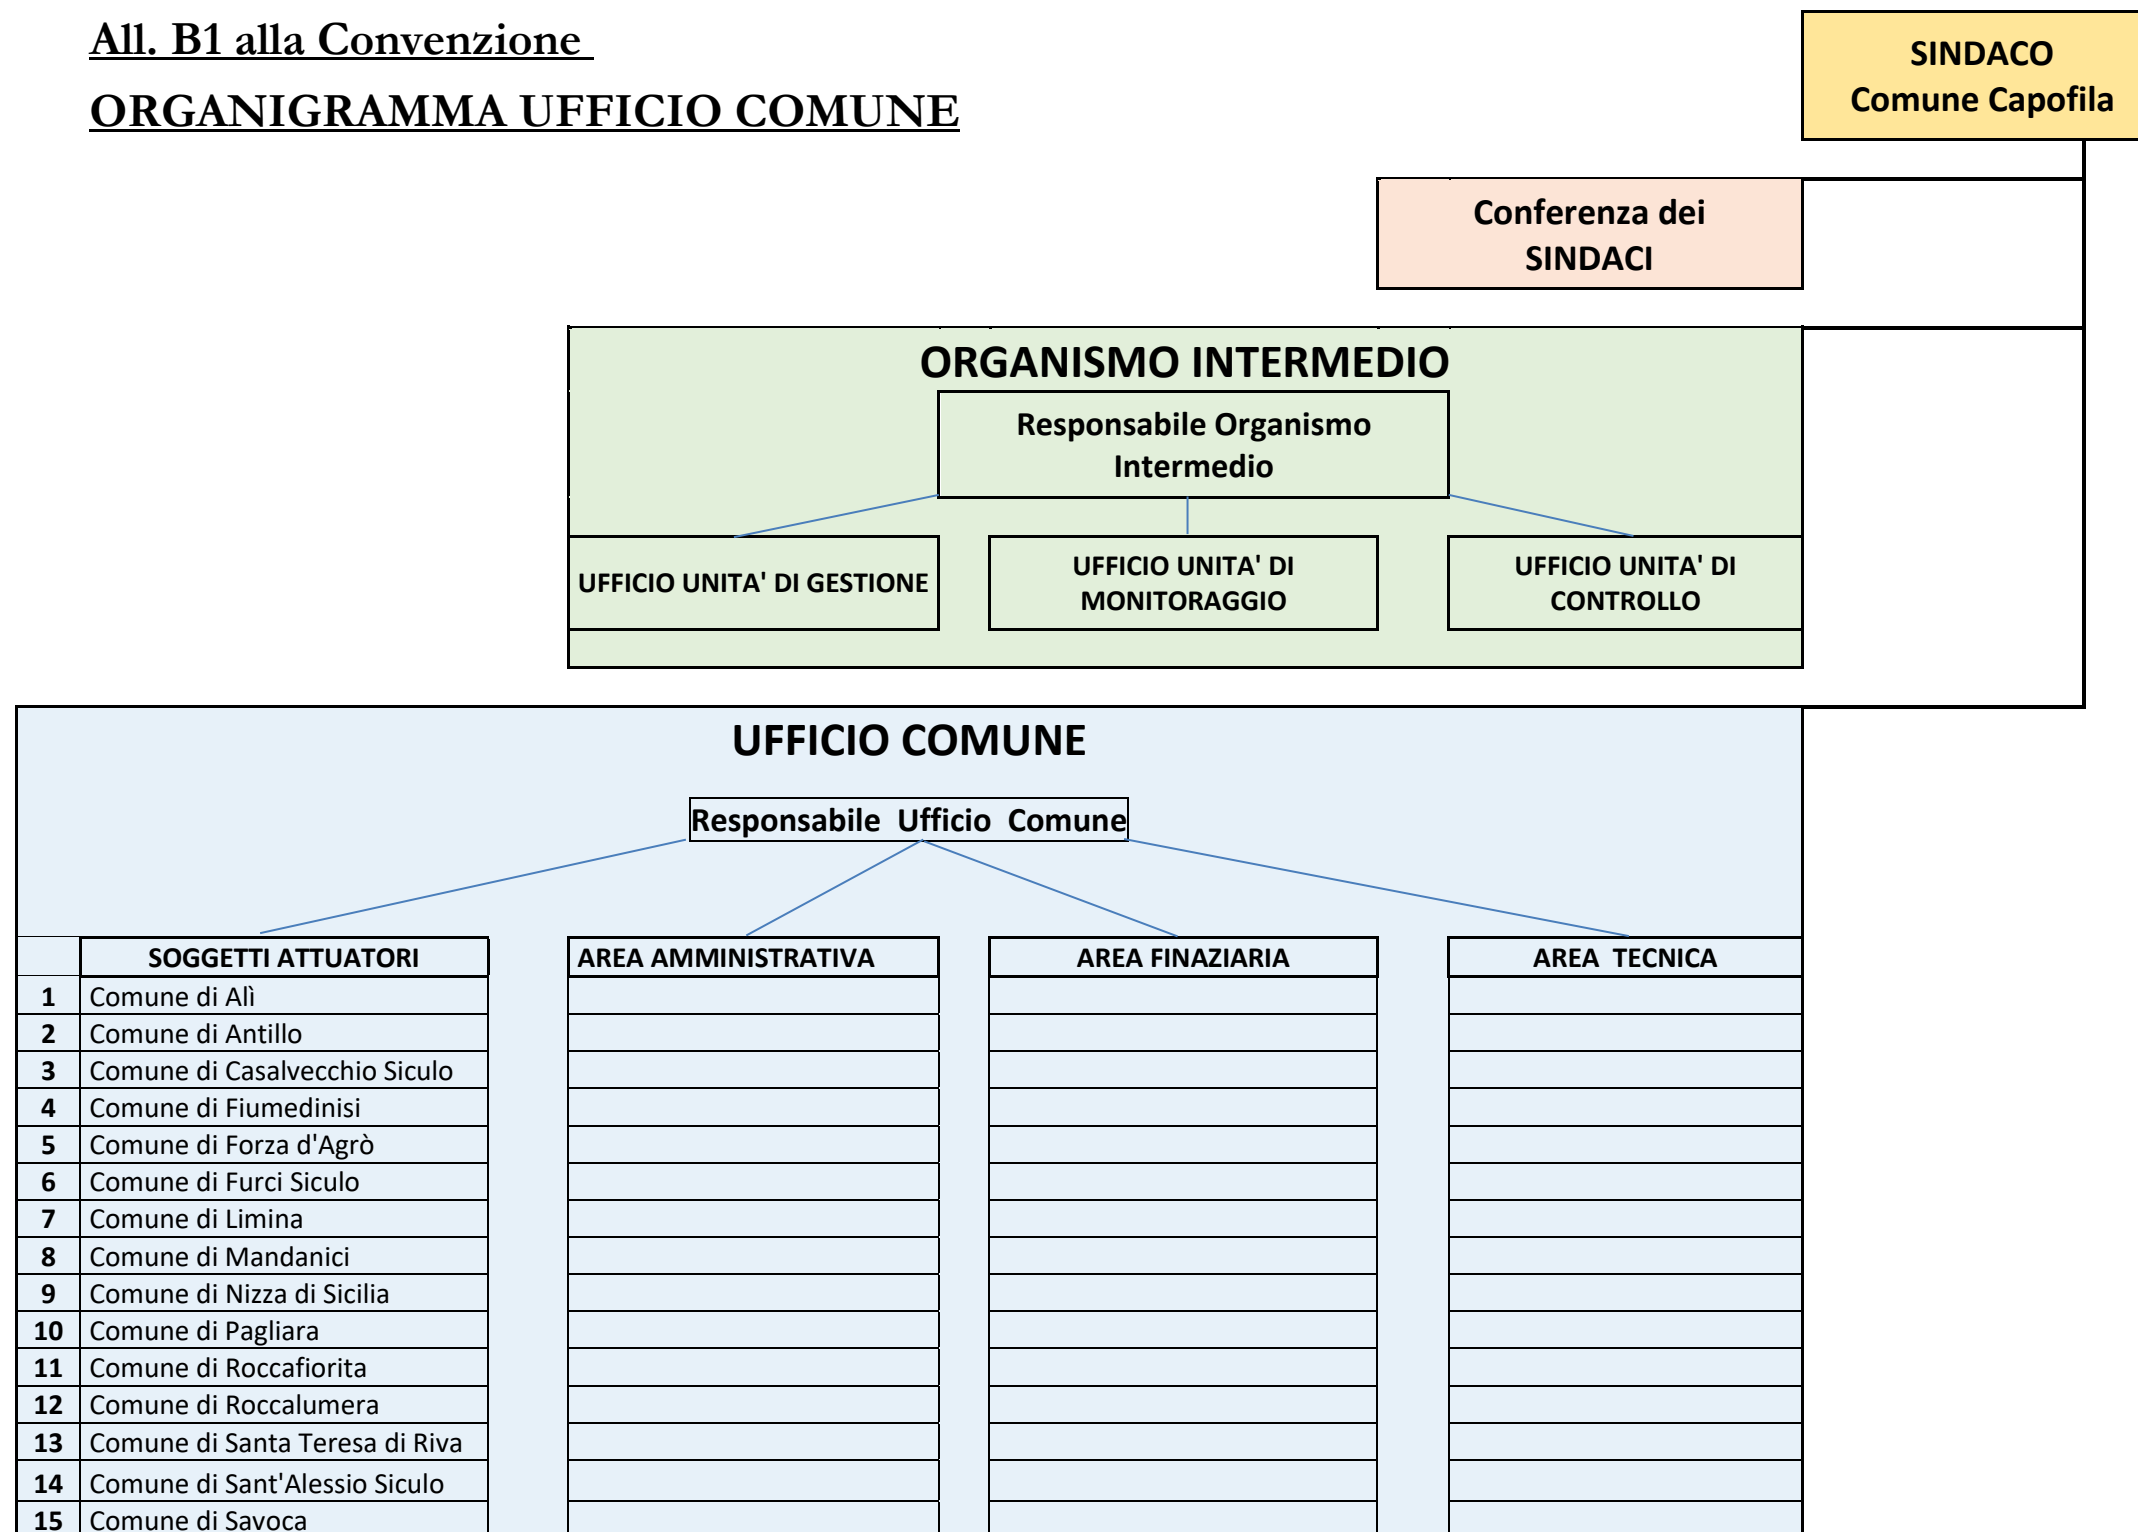 All. B1 alla Convenzione
ORGANIGRAMMA UFFICIO COMUNE
SINDACO
Comune Capofila
Conferenza dei
SINDACI
ORGANISMO INTERMEDIO
Responsabile Organismo
Intermedio
UFFICIO UNITA' DI GESTIONE
UFFICIO UNITA' DI
MONITORAGGIO
UFFICIO UNITA' DI
CONTROLLO
UFFICIO COMUNE
Responsabile Ufficio Comune
SOGGETTI ATTUATORI AREA AMMINISTRATIVA AREA FINAZIARIA AREA TECNICA
1 Comune di Alì
2 Comune di Antillo
3 Comune di Casalvecchio Siculo
4 Comune di Fiumedinisi
5 Comune di Forza d'Agrò
6 Comune di Furci Siculo
7 Comune di Limina
8 Comune di Mandanici
9 Comune di Nizza di Sicilia
10 Comune di Pagliara
11 Comune di Roccafiorita
12 Comune di Roccalumera
13 Comune di Santa Teresa di Riva
14 Comune di Sant'Alessio Siculo
15 Comune di Savoca